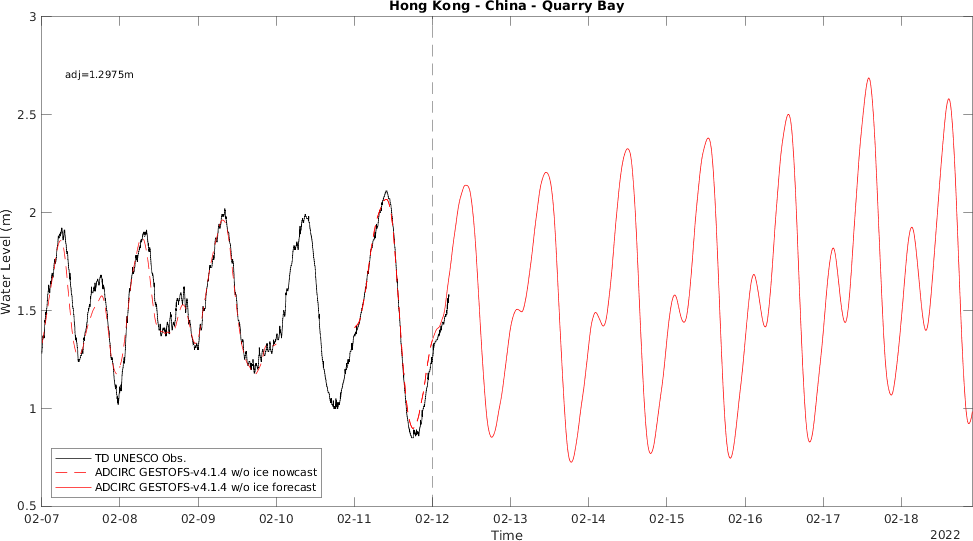 Hong Kong - China - Quarry Bay
3
adj=1.2975m
2.5
2
Water Level (m)
1.5
1
TD UNESCO Obs.
ADCIRC GESTOFS-v4.1.4 w/o ice nowcast
ADCIRC GESTOFS-v4.1.4 w/o ice forecast
0.5
02-07 02-08 02-09 02-10 02-11 02-12 02-13 02-14 02-15 02-16 02-17 02-18
Time
2022